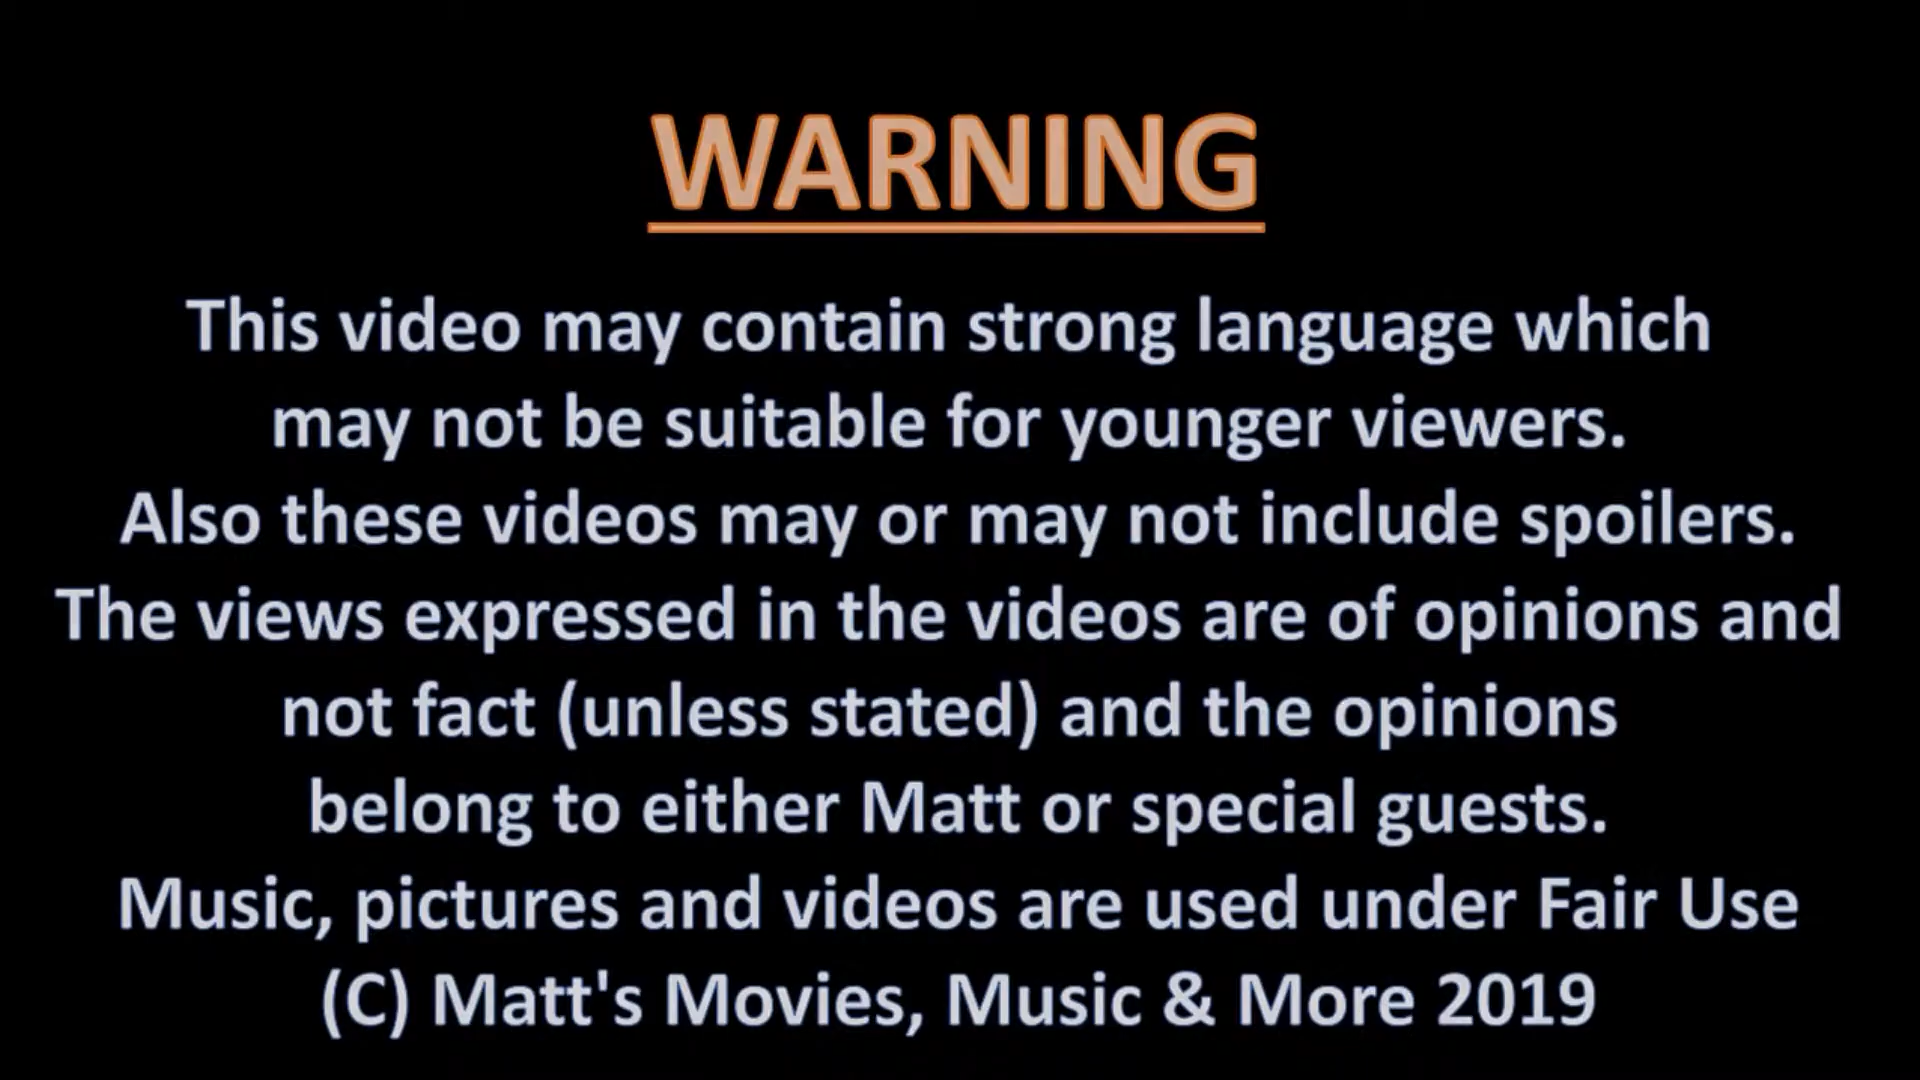 WARNING
This video may contain strong language which
may not be suitable for younger viewers.
Also these videos may or may not include spoilers.
The views expressed in the videos are of opinions and
not fact (unless stated) and the opinions
belong to either Matt or special guests.
Music, pictures and videos are used under Fair Use
(C) Matt's Movies, Music & More 2019